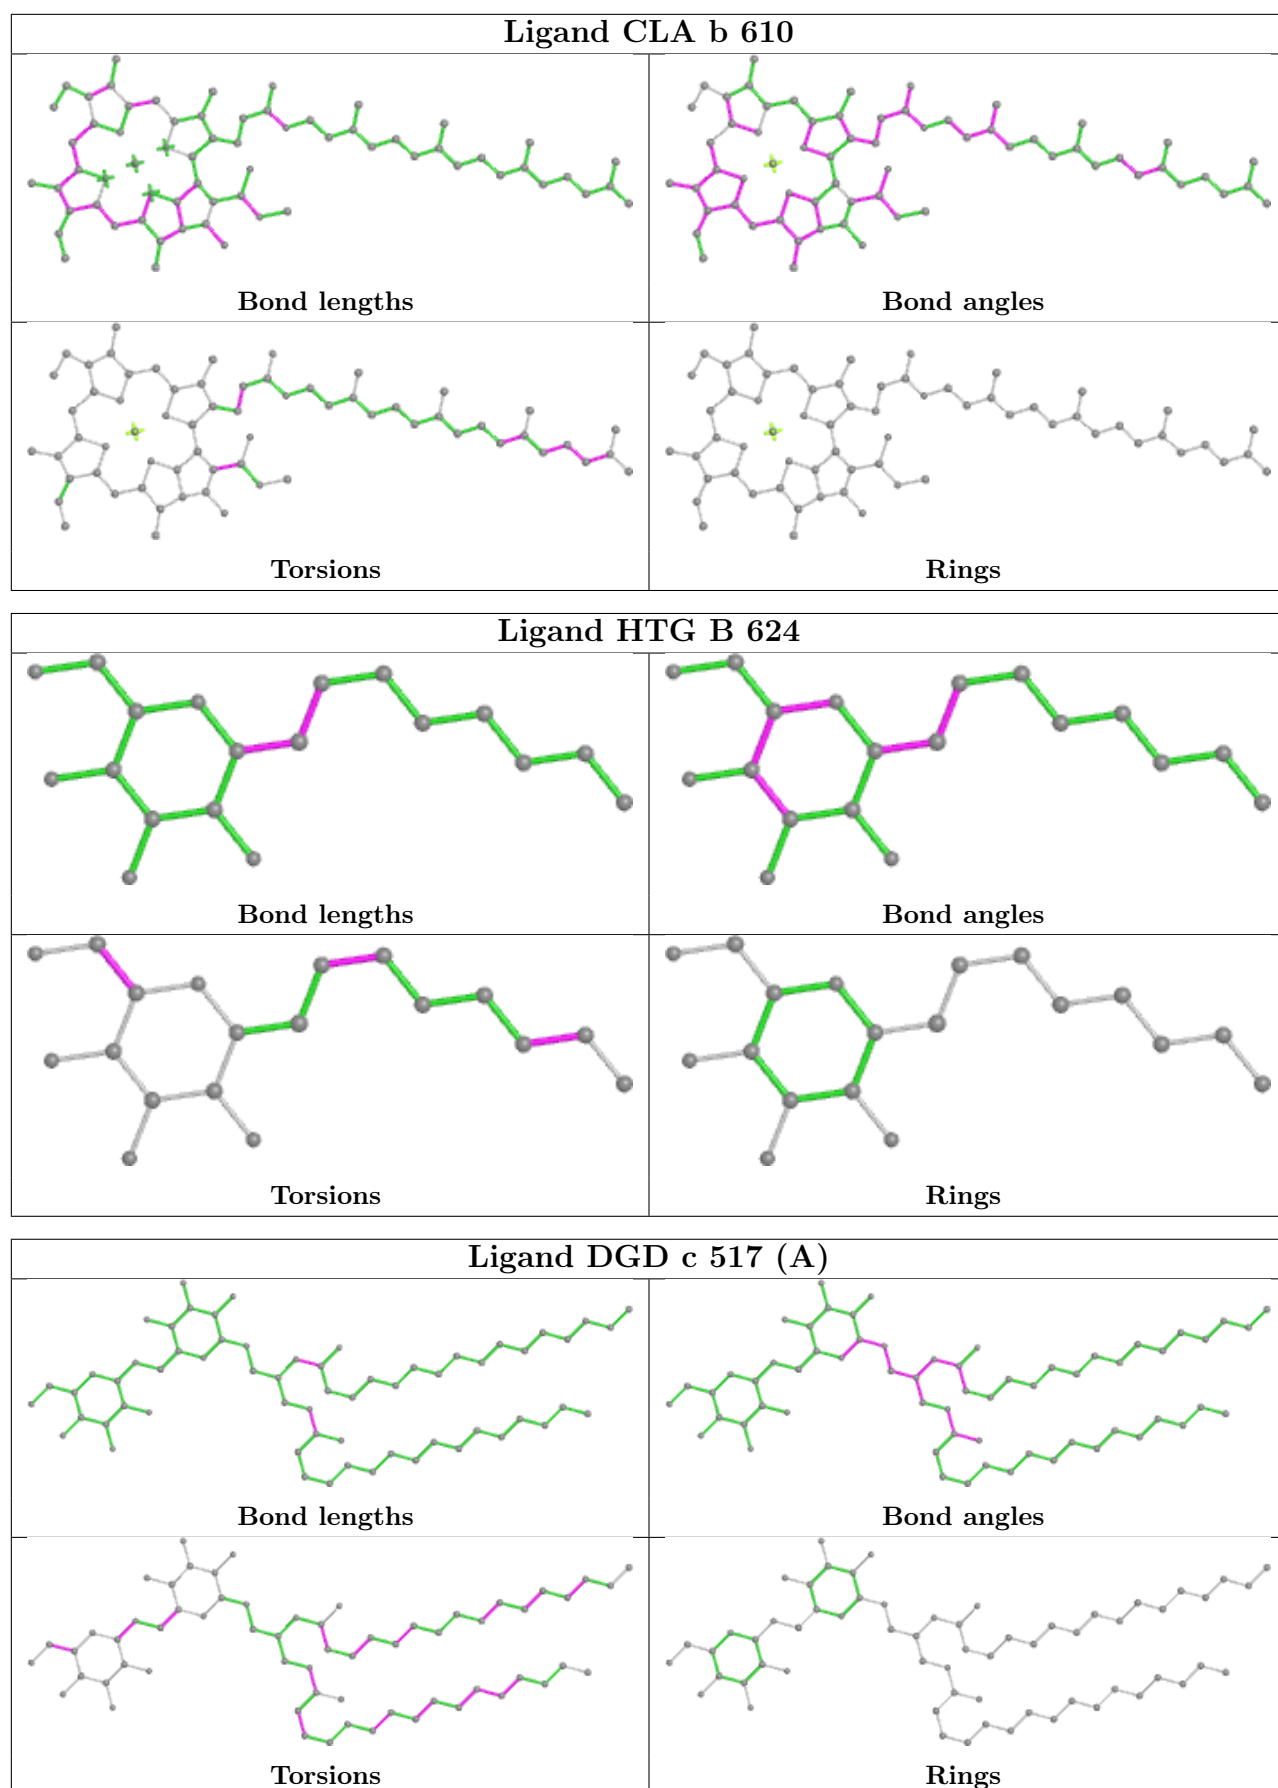 Ligand CLA b 610
Bond lengths
Bond angles
Torsions
Rings
Ligand HTG B 624
Bond lengths
Bond angles
Torsions
Rings
Ligand DGD c 517 (A)
Bond lengths
Bond angles
Torsions
Rings